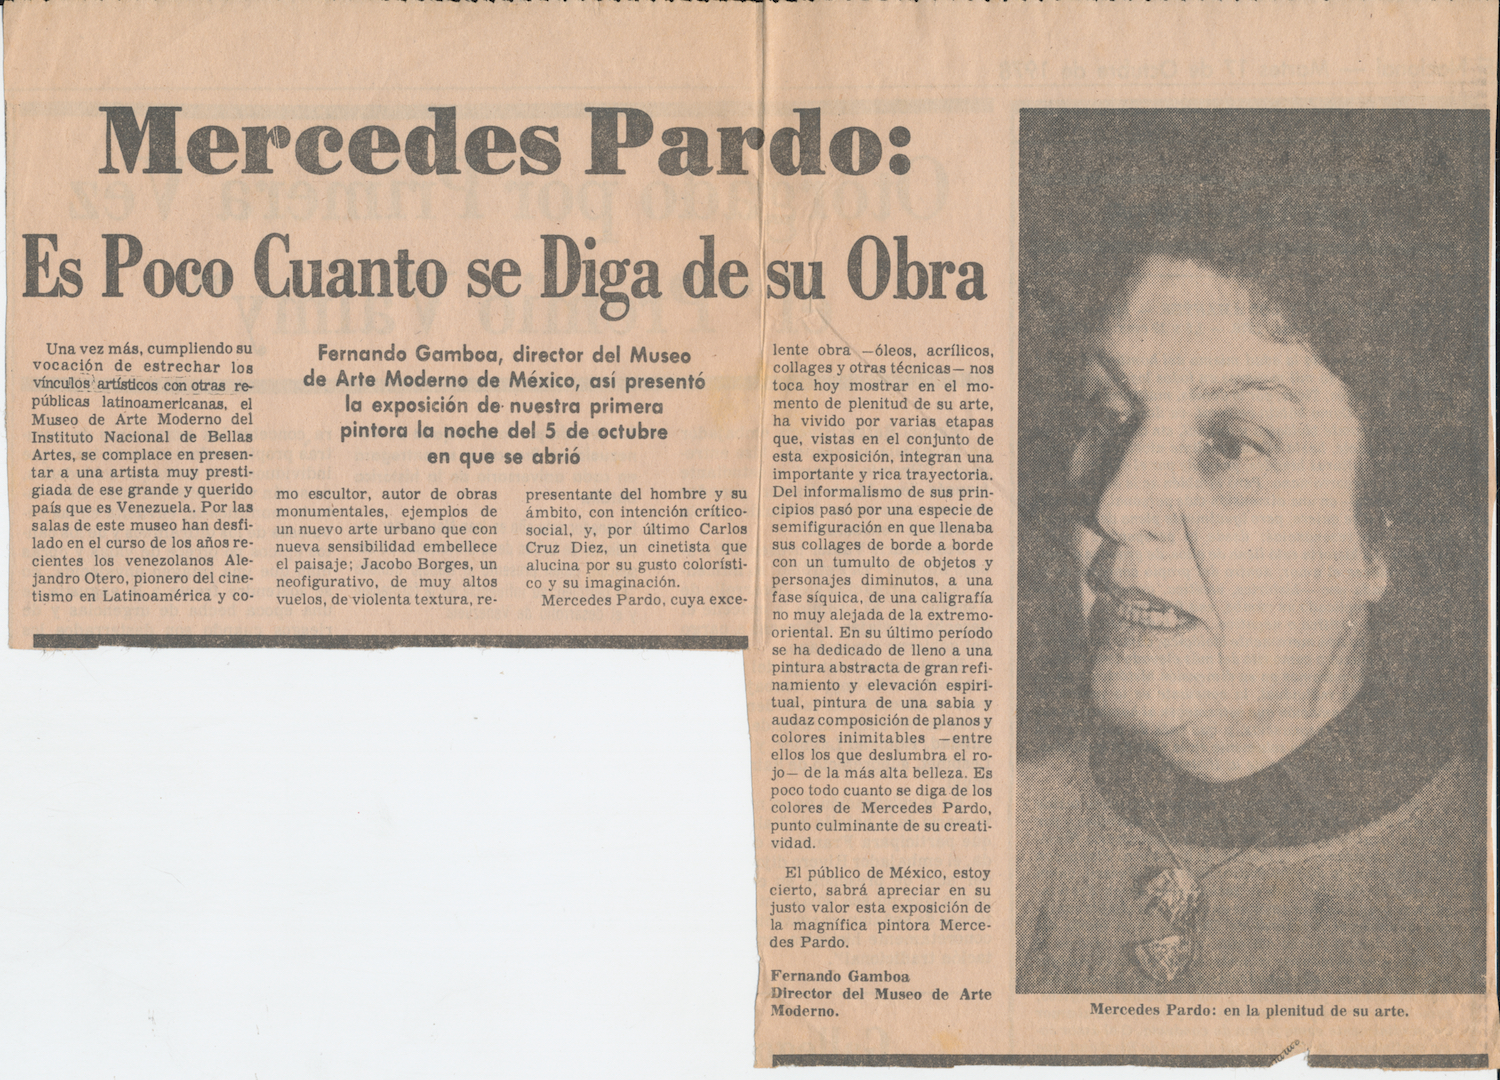 Mercedes Pardo:
Es Poco Cuanto se Diga de su Obra
Fernando Gamboa, director del Museo
de Arte Moderno de México, así presentó
la exposición de nuestra primera
pintora la noche del 5 de octubre
en que se abrió
Una vez más, cumpliendo su
vocación de estrechar los
vínculos artísticos con otras re-
públicas latinoamericanas, el
Museo de Arte Moderno del
Instituto Nacional de Bellas
Artes, se complace en presen-
tar a una artista muy presti-
giada de ese grande y querido
país que es Venezuela. Por las
salas de este museo han desfi-
lado en el curso de los años re-
cientes los venezolanos Ale-
jandro Otero, pionero del cine-
tismo en Latinoamérica y co-
mo escultor, autor de obras
monumentales, ejemplos de
un nuevo arte urbano que con
nueva sensibilidad embellece
el paisaje; Jacobo Borges, un
neofigurativo, de muy altos
vuelos, de violenta textura, re-
presentante del hombre y su
ámbito, con intención crítico-
social, y, por último Carlos
Cruz Diez, un cinetista que
alucina por su gusto colorísti-
co y su imaginación.
Mercedes Pardo, cuya exce-
lente obra —óleos, acrílicos,
collages y otras técnicas— nos
toca hoy mostrar en el mo-
mento de plenitud de su arte,
ha vivido por varias etapas
que, vistas en el conjunto de
esta exposición, integran una
importante y rica trayectoria.
Del informalismo de sus prin-
cipios pasó por una especie de
semifiguración en que llenaba
sus collages de borde a borde
con un tumulto de objetos y
personajes diminutos, a una
fase síquica, de una caligrafía
no muy alejada de la extremo-
oriental. En su último período
se ha dedicado de lleno a una
pintura abstracta de gran refi-
namiento y elevación espiri-
tual, pintura de una sabia y
audaz composición de planos y
colores inimitables —entre
ellos los que deslumbra el ro-
jo— de la más alta belleza. Es
poco todo cuanto se diga de los
colores de Mercedes Pardo,
punto culminante de su creati-
vidad.
El público de México, estoy
cierto, sabrá apreciar en su
justo valor esta exposición de
la magnífica pintora Merce-
des Pardo.
Fernando Gamboa
Director del Museo de Arte
Moderno.
Mercedes Pardo: en la plenitud de su arte.